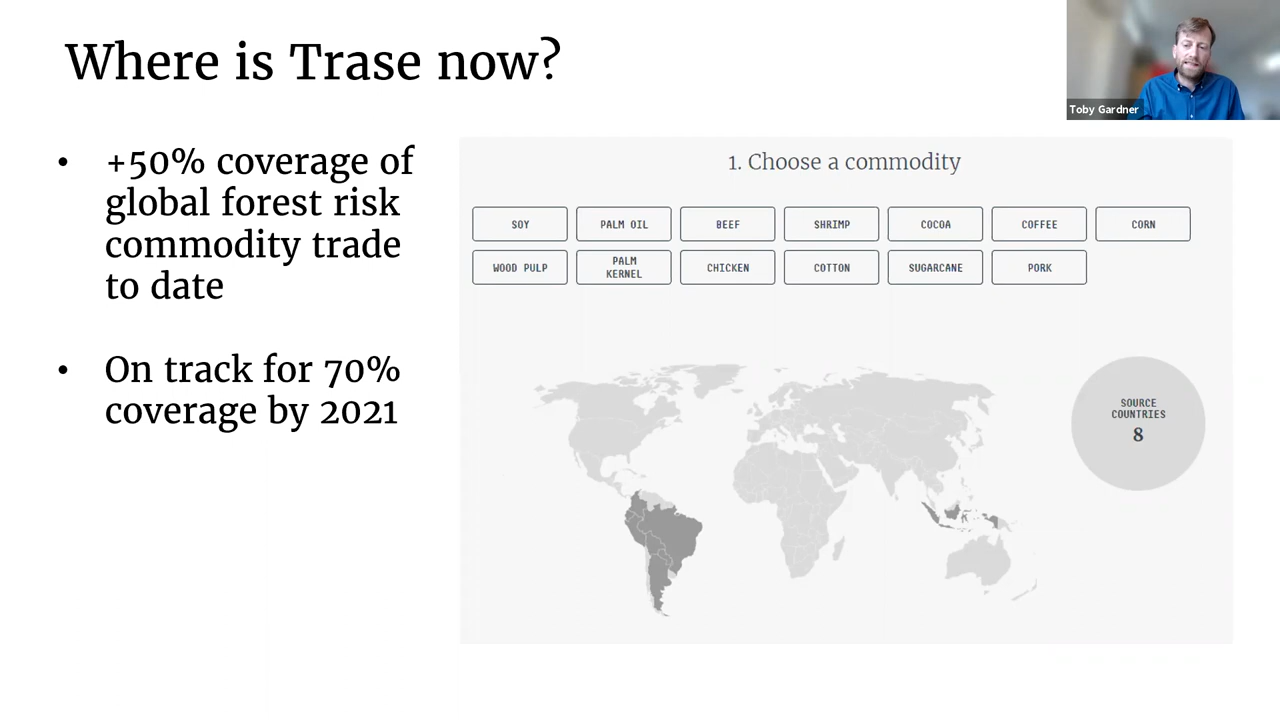 Where is Trase now?
Toby Gardner
• +50% coverage of
global forest risk
commodity trade
to date
• On track for 70%
coverage by 2021
1. Choose a commodity
SOY
PALM OIL
BEEF
SHRIMP
COCOA
COFFEE
CORN
WOOD PULP
PALM
KERNEL
CHICKEN
COTTON
SUGARCANE
PORK
SOURCE
COUNTRIES
8